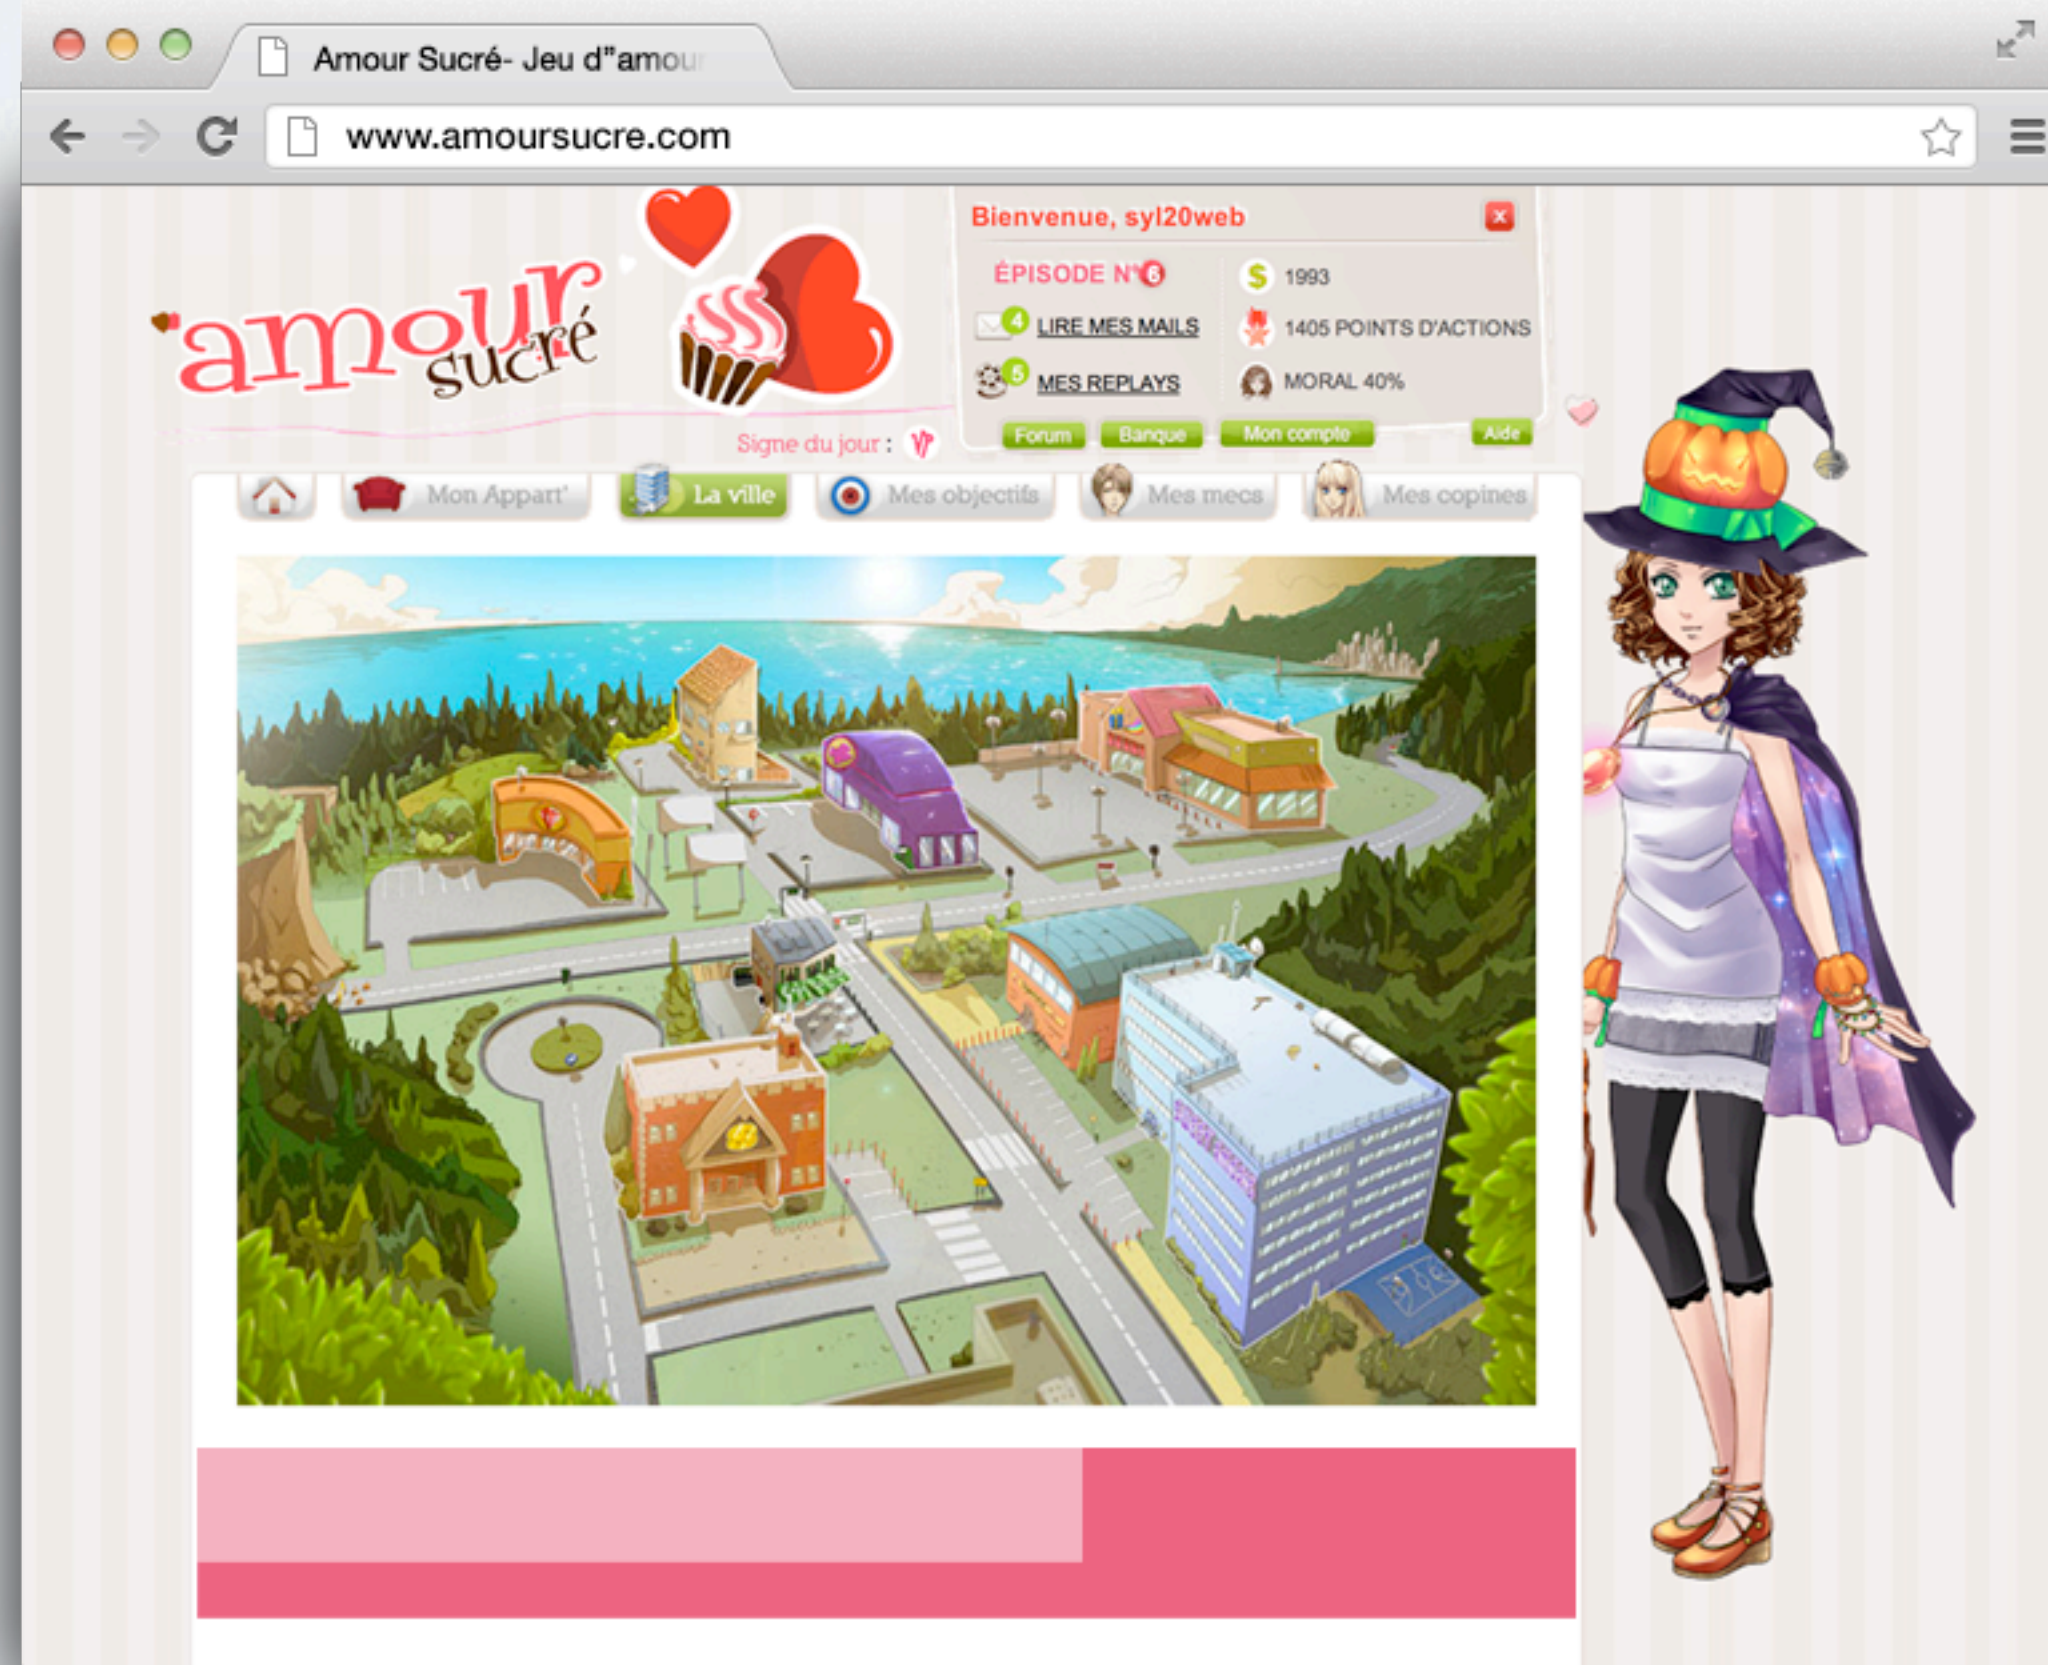 Amour Sucré- Jeu d"amour
www.amoursucre.com
amour
sucré
Bienvenue, syl20web
x
ÉPISODE N° 6
1993
4 LIRE MES MAILS
1405 POINTS D'ACTIONS
5 MES REPLAYS
MORAL 40%
Forum
Banque
Mon compte
Aide
Signe du jour :
Mon Appart'
La ville
Mes objectifs
Mes mecs
Mes copines